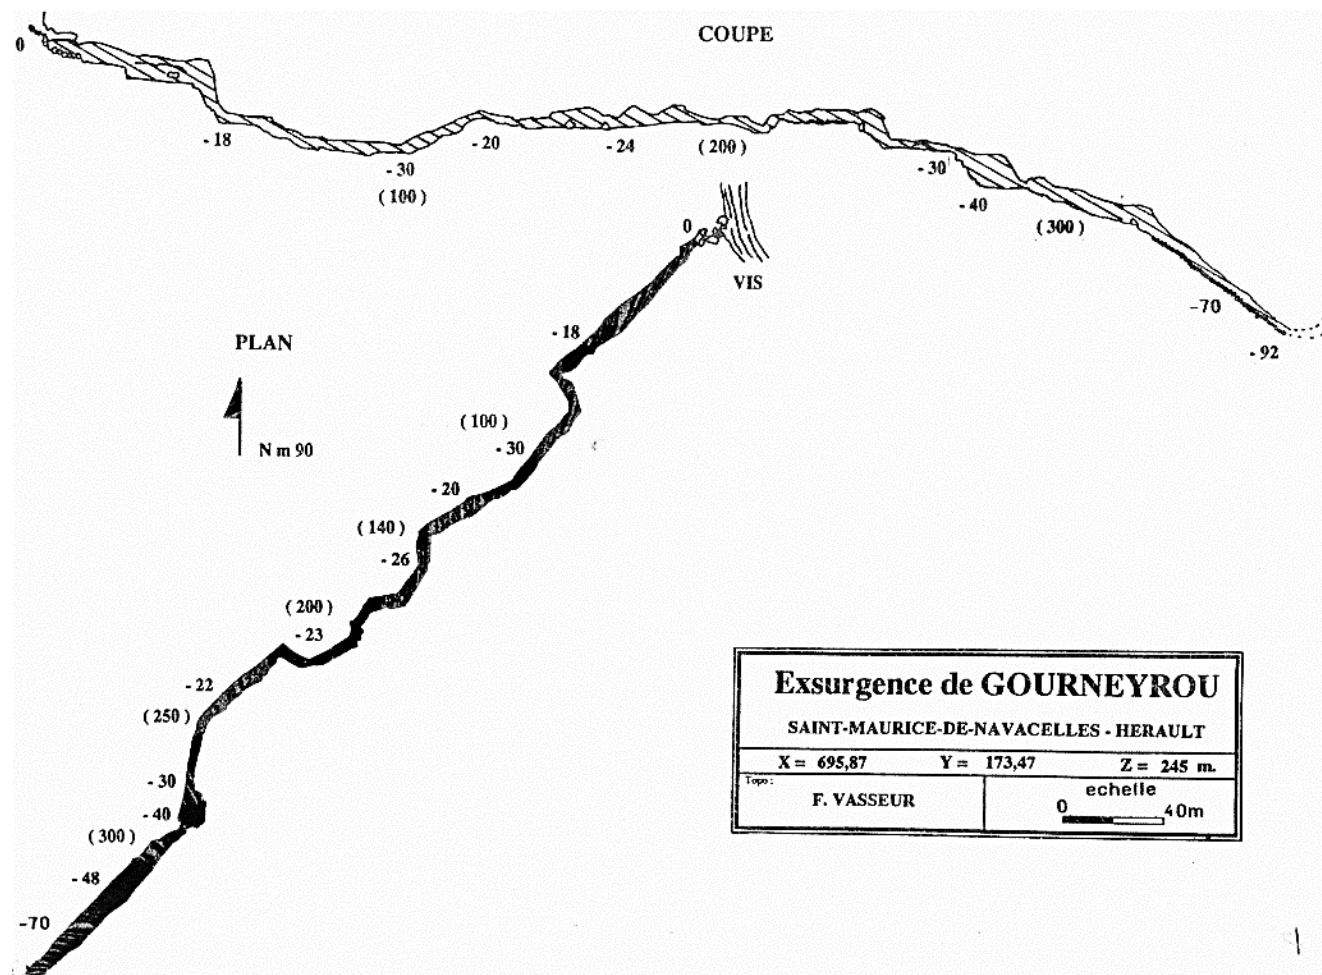 COUPE
0
- 18
- 30
( 100 )
- 20
- 24
( 200 )
- 30
- 40
( 300 )
-70
- 92
0
VIS
PLAN
N m 90
- 18
( 100 )
- 30
- 20
( 140 )
- 26
( 200 )
- 23
- 22
( 250 )
- 30
- 40
( 300 )
- 48
-70
Exsurgence de GOURNEYROU
SAINT-MAURICE-DE-NAVACELLES - HERAULT
X = 695,87 Y = 173,47 Z = 245 m.
Topo :
F. VASSEUR
echelle
0 40m